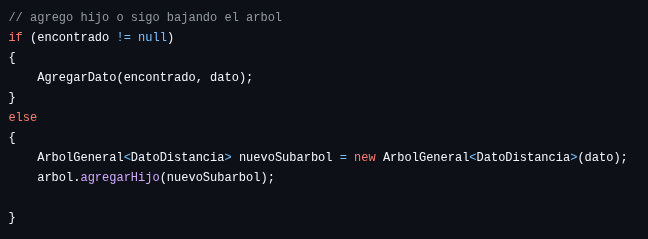 // agrego hijo o sigo bajando el arbol
if (encontrado != null)
{
    AgregarDato(encontrado, dato);
}
else
{
    ArbolGeneral<DatoDistancia> nuevoSubarbol = new ArbolGeneral<DatoDistancia>(dato);
    arbol.agregarHijo(nuevoSubarbol);
}